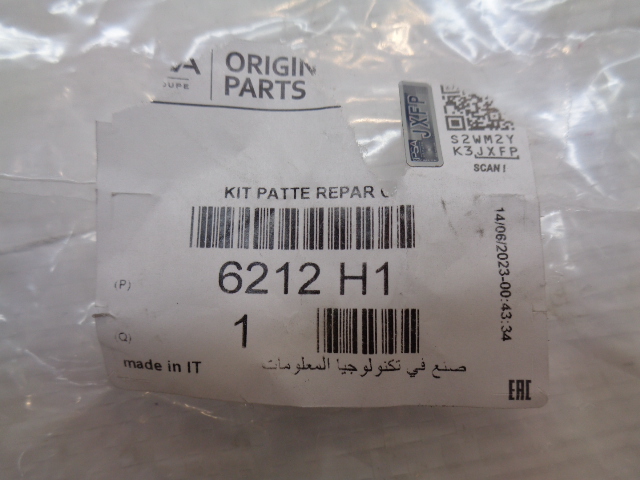 ORIGIN
PARTS
PSA JXFP
S2WM2Y
K3JXFP
SCAN!
KIT PATTE REPAR
14/06/2023-00:43:34
(P)
6212 H1
(Q)
1
made in IT
صنع في تكنولوجيا المعلومات
EAC